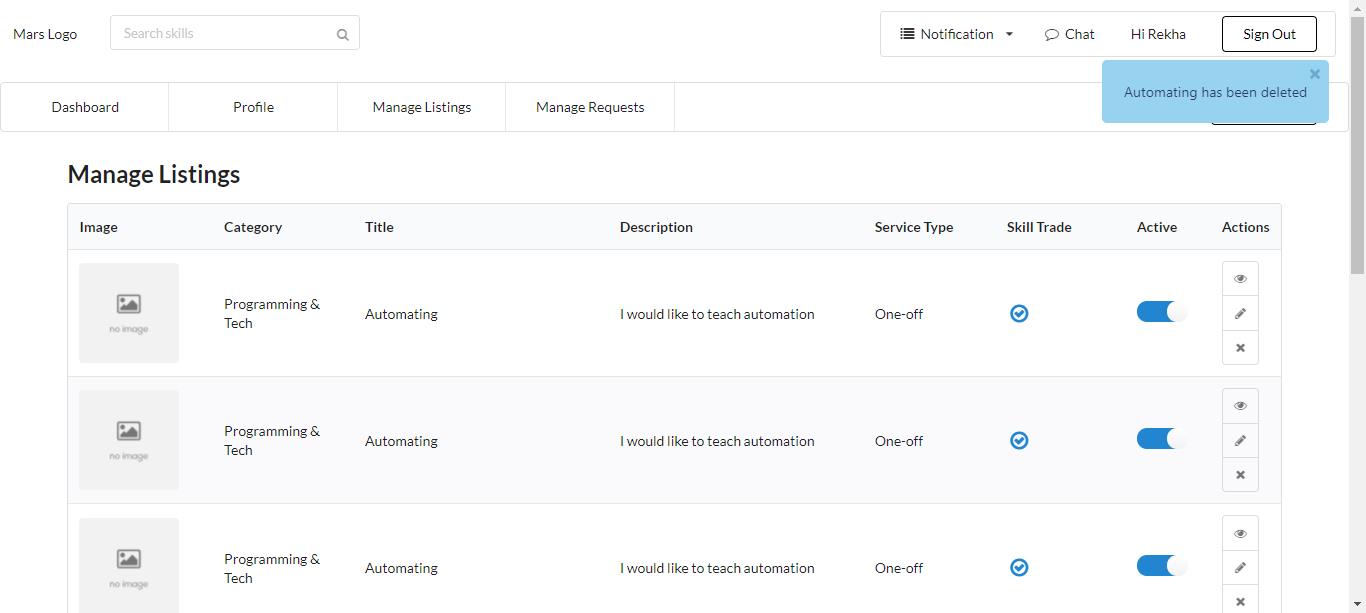 Mars Logo
Search skills
Notification
Chat
Hi Rekha
Sign Out
Automating has been deleted
Dashboard
Profile
Manage Listings
Manage Requests
Manage Listings
Image
Category
Title
Description
Service Type
Skill Trade
Active
Actions
no image
Programming &
Tech
Automating
I would like to teach automation
One-off
no image
Programming &
Tech
Automating
I would like to teach automation
One-off
no image
Programming &
Tech
Automating
I would like to teach automation
One-off